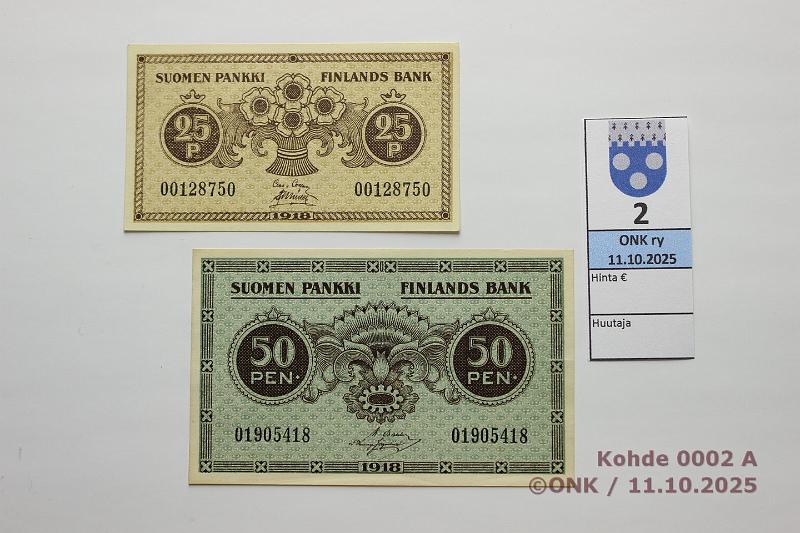 SUOMEN PANKKI FINLANDS BANK
25 P 25 P
00128750 00128750
1918
SUOMEN PANKKI FINLANDS BANK
50 PEN. 50 PEN.
01905418 01905418
1918
2
ONK ry
11.10.2025
Hinta €
Huutaja
Kohde 0002 A
©ONK / 11.10.2025